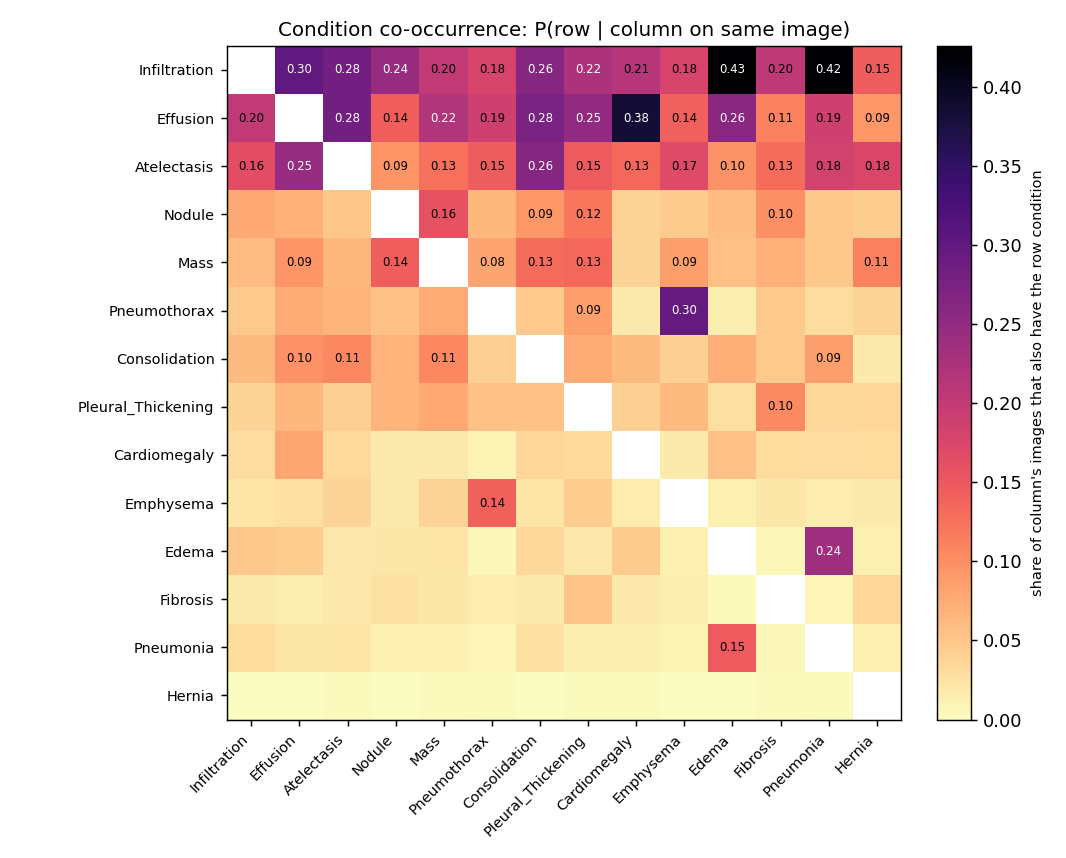 Condition co-occurrence: P(row | column on same image)
Infiltration 0.30 0.28 0.24 0.20 0.18 0.26 0.22 0.21 0.18 0.43 0.20 0.42 0.15
Effusion 0.20 0.28 0.14 0.22 0.19 0.28 0.25 0.38 0.14 0.26 0.11 0.19 0.09
Atelectasis 0.16 0.25 0.09 0.13 0.15 0.26 0.15 0.13 0.17 0.10 0.13 0.18 0.18
Nodule 0.16 0.09 0.12 0.10
Mass 0.09 0.14 0.08 0.13 0.13 0.09 0.11
Pneumothorax 0.09 0.30
Consolidation 0.10 0.11 0.11 0.09
Pleural_Thickening 0.10
Cardiomegaly
Emphysema 0.14
Edema 0.24
Fibrosis
Pneumonia 0.15
Hernia
Infiltration
Effusion
Atelectasis
Nodule
Mass
Pneumothorax
Consolidation
Pleural_Thickening
Cardiomegaly
Emphysema
Edema
Fibrosis
Pneumonia
Hernia
0.40
0.35
0.30
0.25
0.20
0.15
0.10
0.05
0.00
share of column's images that also have the row condition